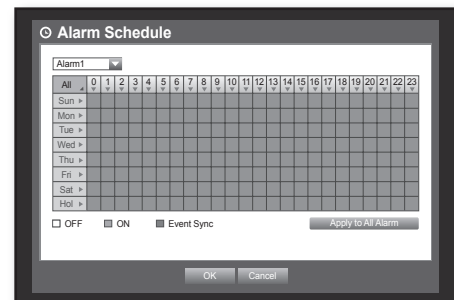 Alarm Schedule
Alarm1
All 0 1 2 3 4 5 6 7 8 9 10 11 12 13 14 15 16 17 18 19 20 21 22 23
Sun
Mon
Tue
Wed
Thu
Fri
Sat
Hol
OFF ON Event Sync Apply to All Alarm
OK Cancel